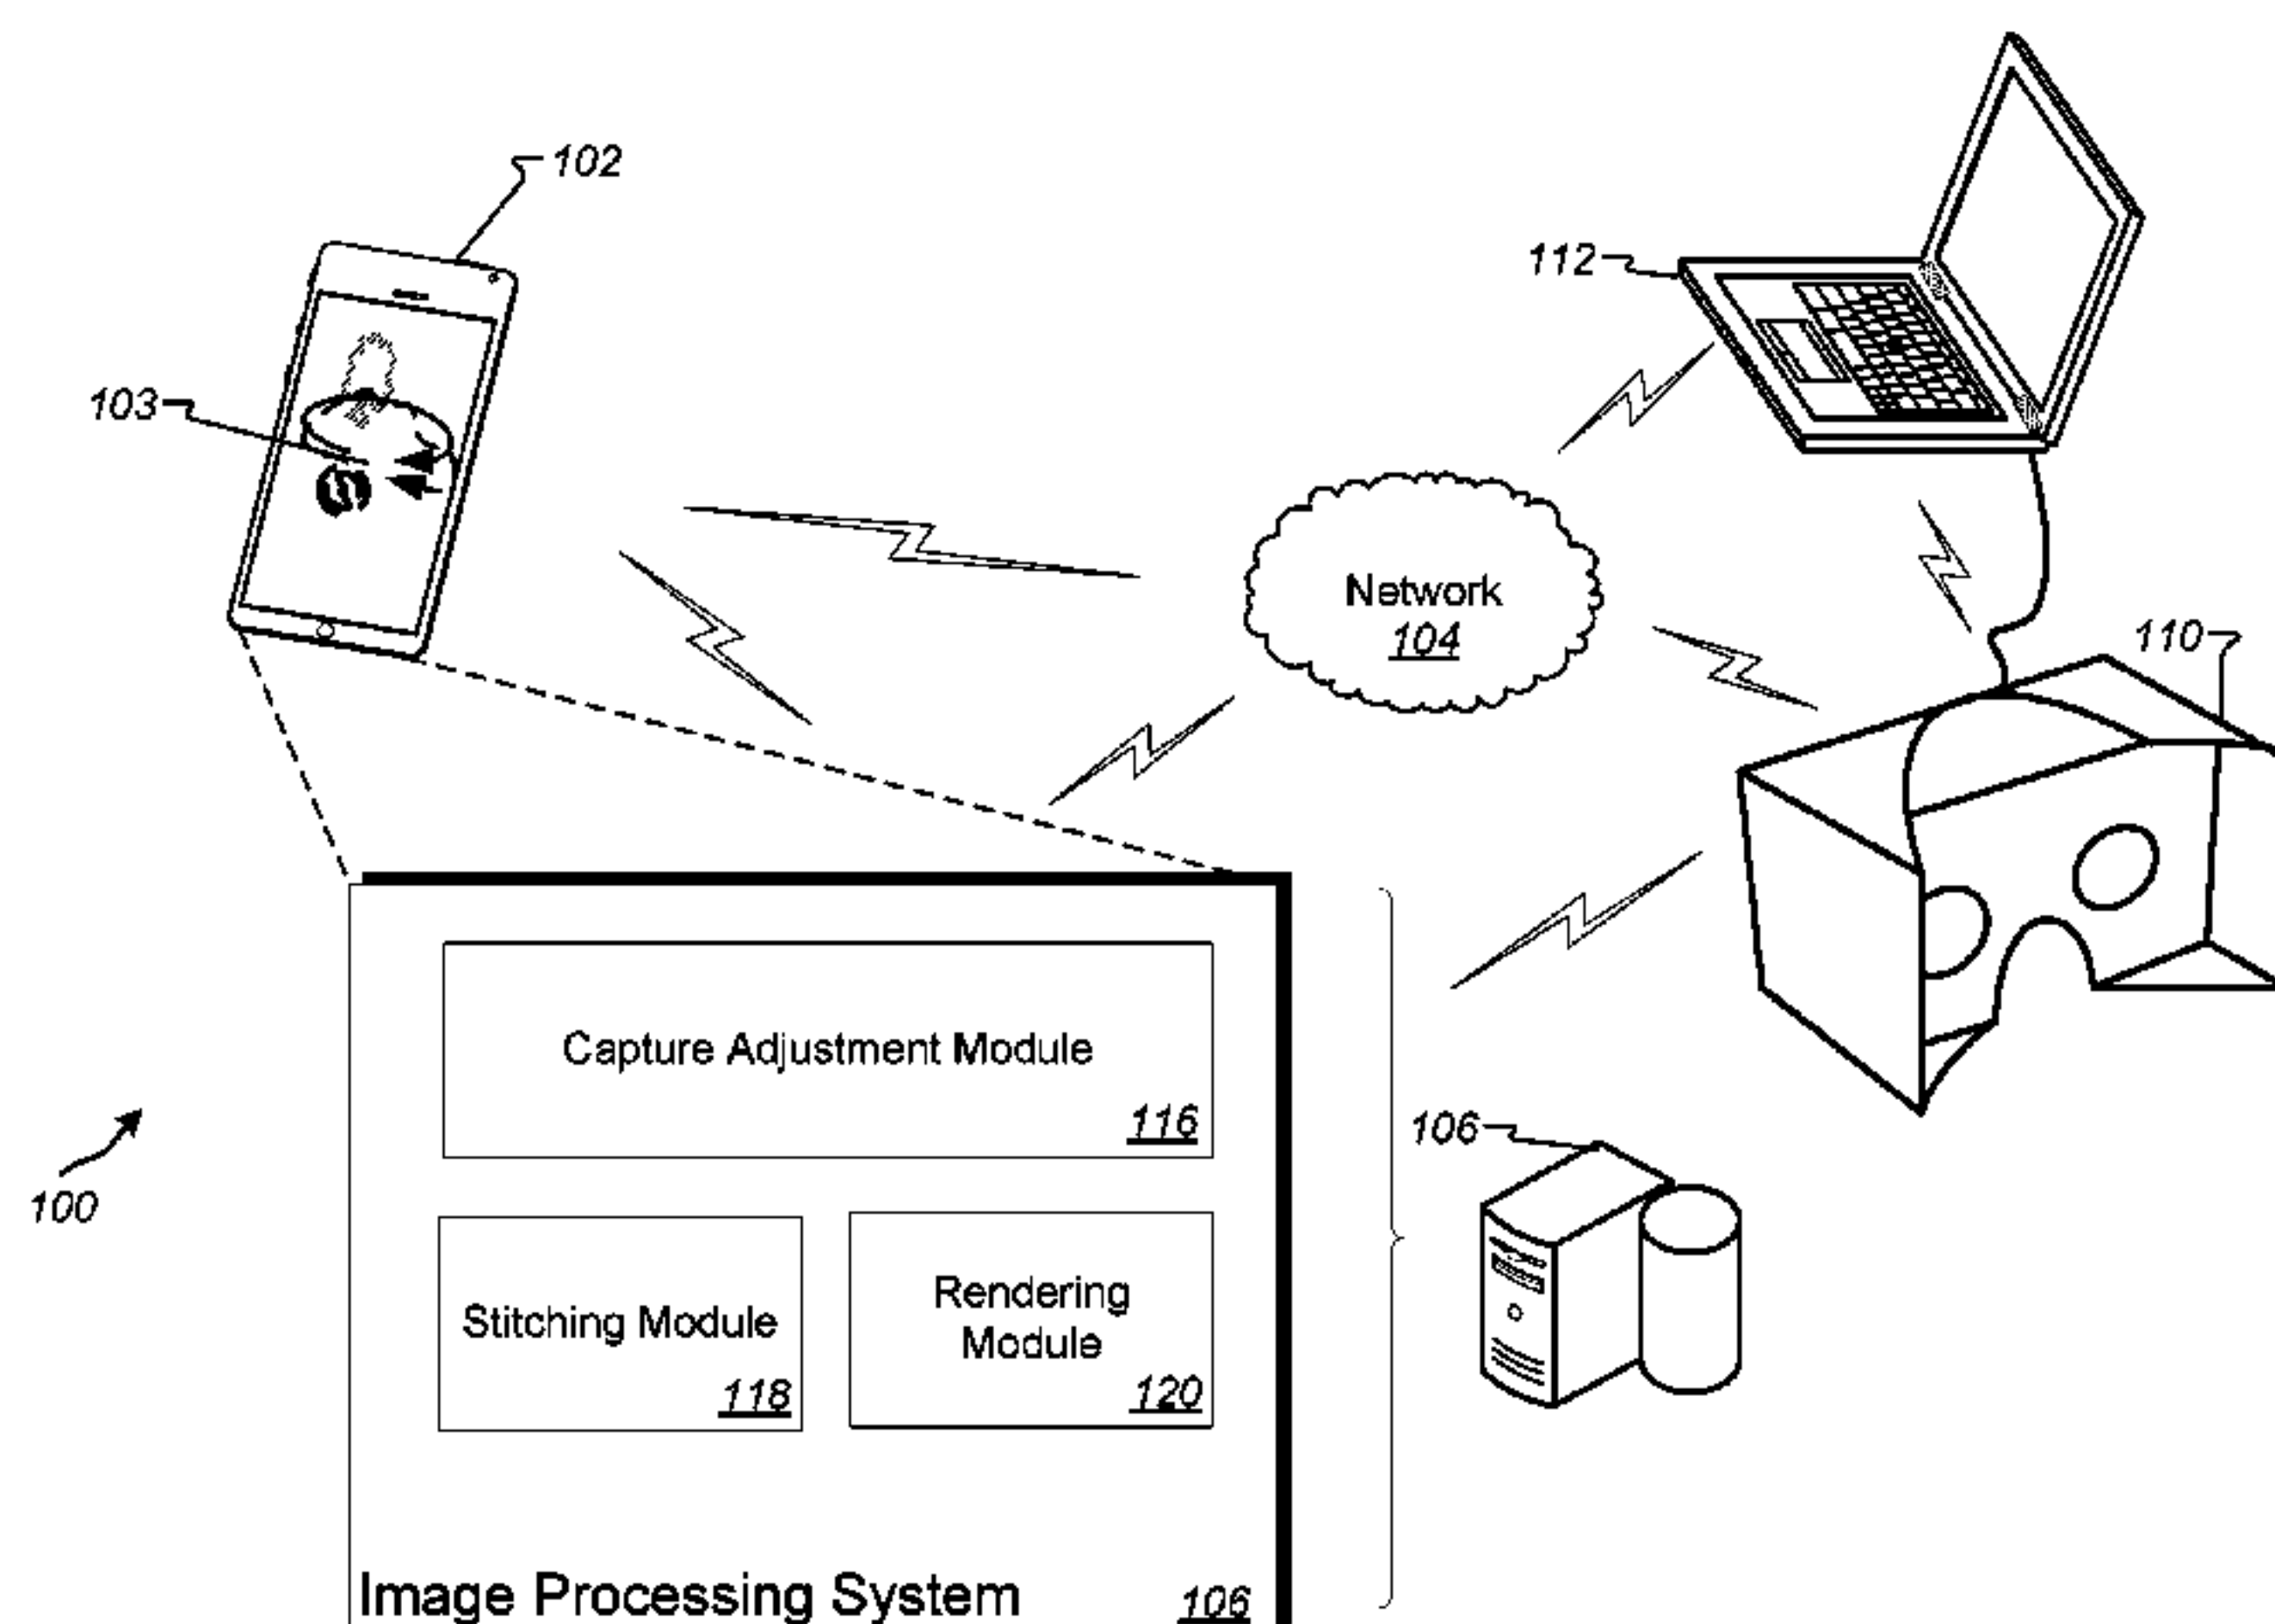 102
112
103
Network
104
110
Capture Adjustment Module
116
106
100
Stitching Module
118
Rendering
Module
120
Image Processing System
106